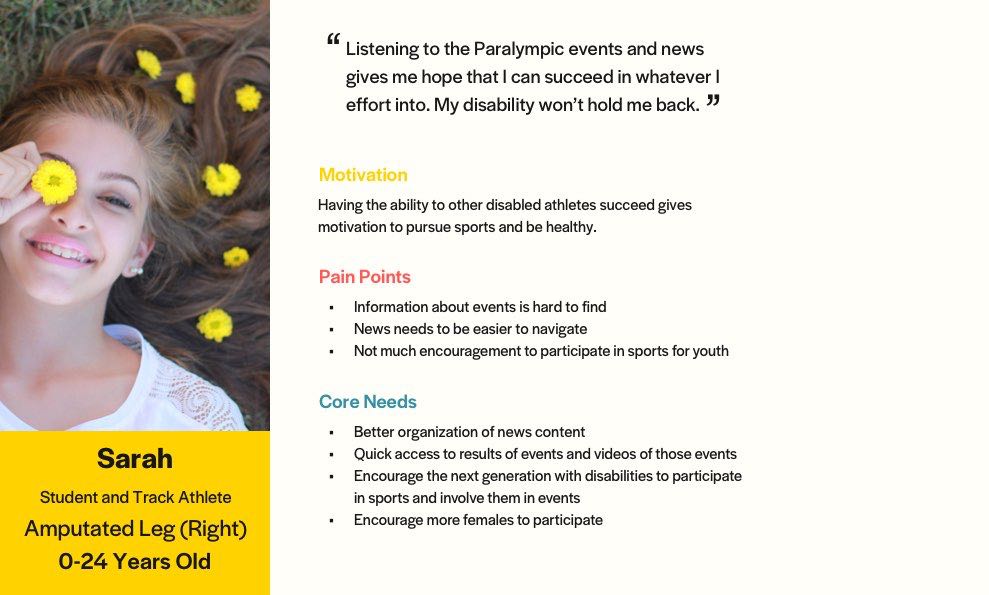 “ Listening to the Paralympic events and news
gives me hope that I can succeed in whatever I
effort into. My disability won’t hold me back. ”
Motivation
Having the ability to other disabled athletes succeed gives
motivation to pursue sports and be healthy.
Pain Points
▪ Information about events is hard to find
▪ News needs to be easier to navigate
▪ Not much encouragement to participate in sports for youth
Core Needs
▪ Better organization of news content
▪ Quick access to results of events and videos of those events
▪ Encourage the next generation with disabilities to participate
in sports and involve them in events
▪ Encourage more females to participate
Sarah
Student and Track Athlete
Amputated Leg (Right)
0-24 Years Old